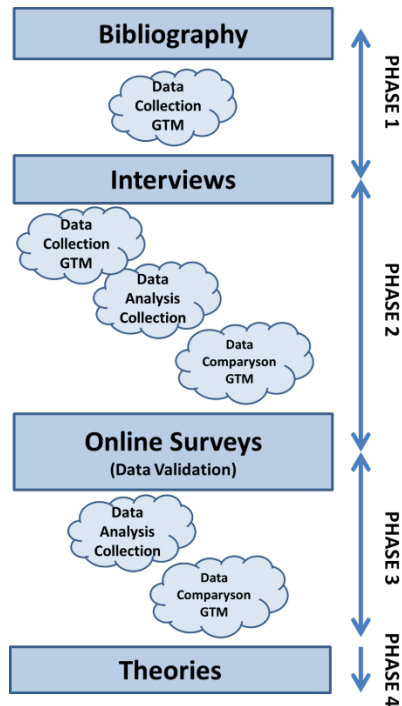 Bibliography
Data
Collection
GTM
PHASE 1
Interviews
Data
Collection
GTM
Data
Analysis
Collection
Data
Comparyson
GTM
PHASE 2
Online Surveys
(Data Validation)
Data
Analysis
Collection
Data
Comparyson
GTM
PHASE 3
Theories
PHASE 4